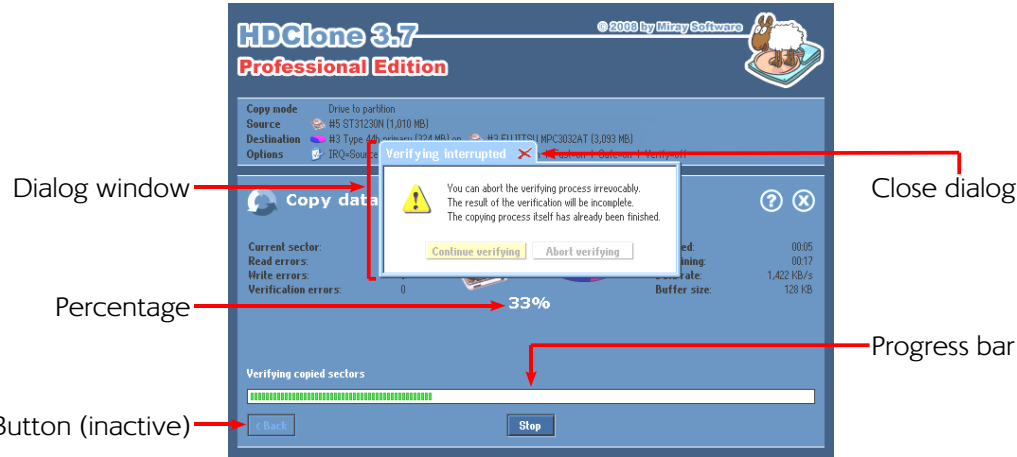 HDClone 3.7
© 2008 by Miray Software
Professional Edition
Copy mode Drive to partition
Source #5 ST31230N (1,010 MB)
Destination #3 Type 44h primary (324 MB) on #3 FUJITSU MPC3032AT (3,093 MB)
Options IRQ=Source Verify=off
Verifying interrupted
Close dialog
Dialog window
Copy data
You can abort the verifying process irrevocably.
The result of the verification will be incomplete.
The copying process itself has already been finished.
Continue verifying Abort verifying
Current sector: ed: 00:05
Read errors: ining: 00:17
Write errors: rate: 1,422 KB/s
Verification errors: 0 Buffer size: 128 KB
Percentage
33%
Progress bar
Verifying copied sectors
Button (inactive)
< Back Stop